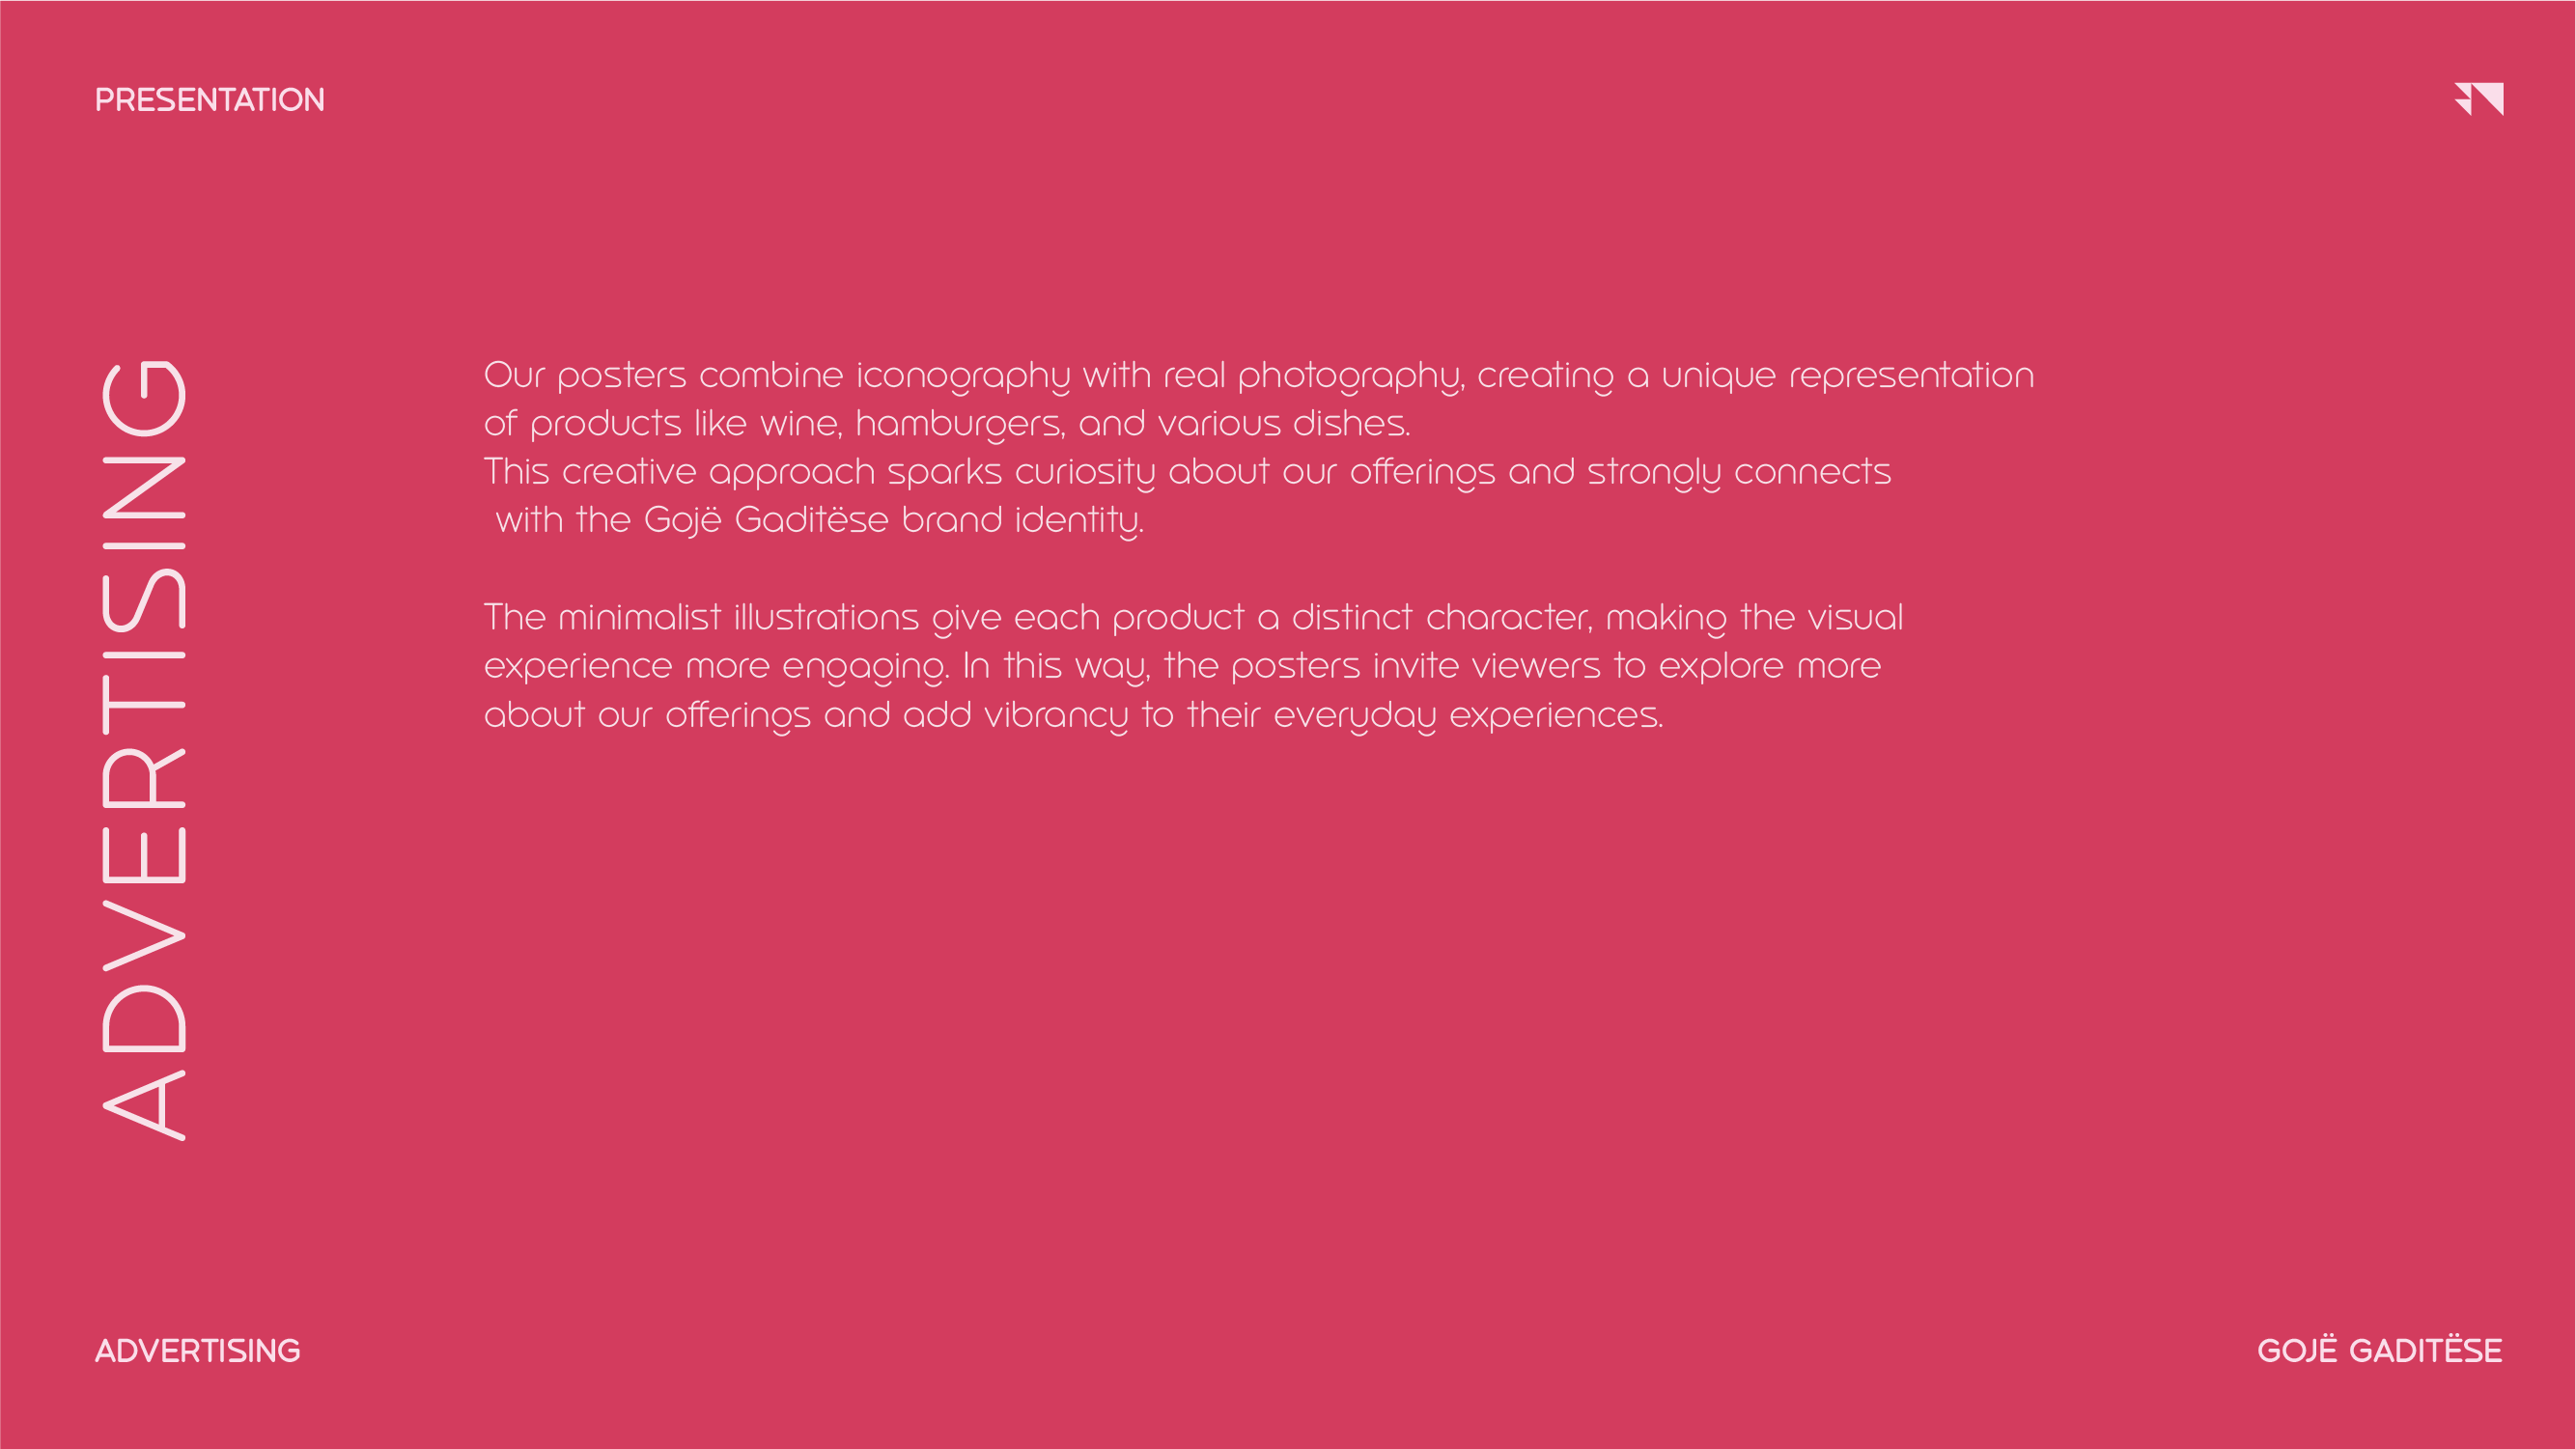 PRESENTATION
ADVERTISING
Our posters combine iconography with real photography, creating a unique representation
of products like wine, hamburgers, and various dishes.
This creative approach sparks curiosity about our offerings and strongly connects
with the Gojë Gaditëse brand identity.
The minimalist illustrations give each product a distinct character, making the visual
experience more engaging. In this way, the posters invite viewers to explore more
about our offerings and add vibrancy to their everyday experiences.
ADVERTISING
GOJË GADITËSE